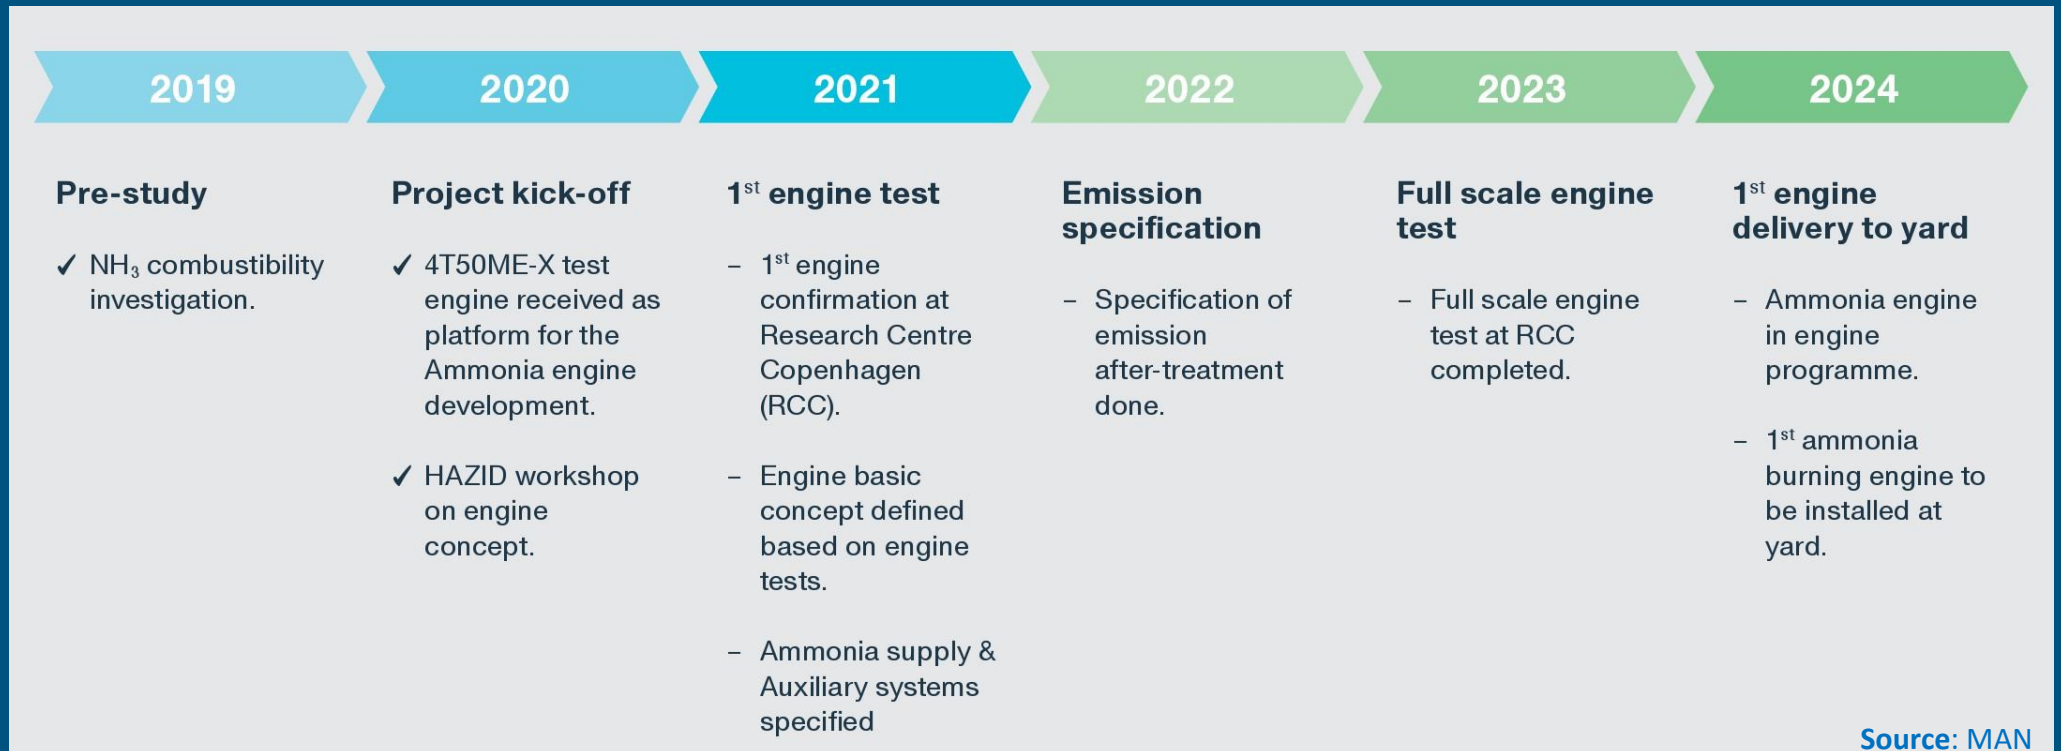 2019
2020
2021
2022
2023
2024
Pre-study
✓ NH₃ combustibility
investigation.
Project kick-off
✓ 4T50ME-X test
engine received as
platform for the
Ammonia engine
development.
✓ HAZID workshop
on engine
concept.
1st engine test
– 1st engine
confirmation at
Research Centre
Copenhagen
(RCC).
– Engine basic
concept defined
based on engine
tests.
– Ammonia supply &
Auxiliary systems
specified
Emission
specification
– Specification of
emission
after-treatment
done.
Full scale engine
test
– Full scale engine
test at RCC
completed.
1st engine
delivery to yard
– Ammonia engine
in engine
programme.
– 1st ammonia
burning engine to
be installed at
yard.
Source: MAN